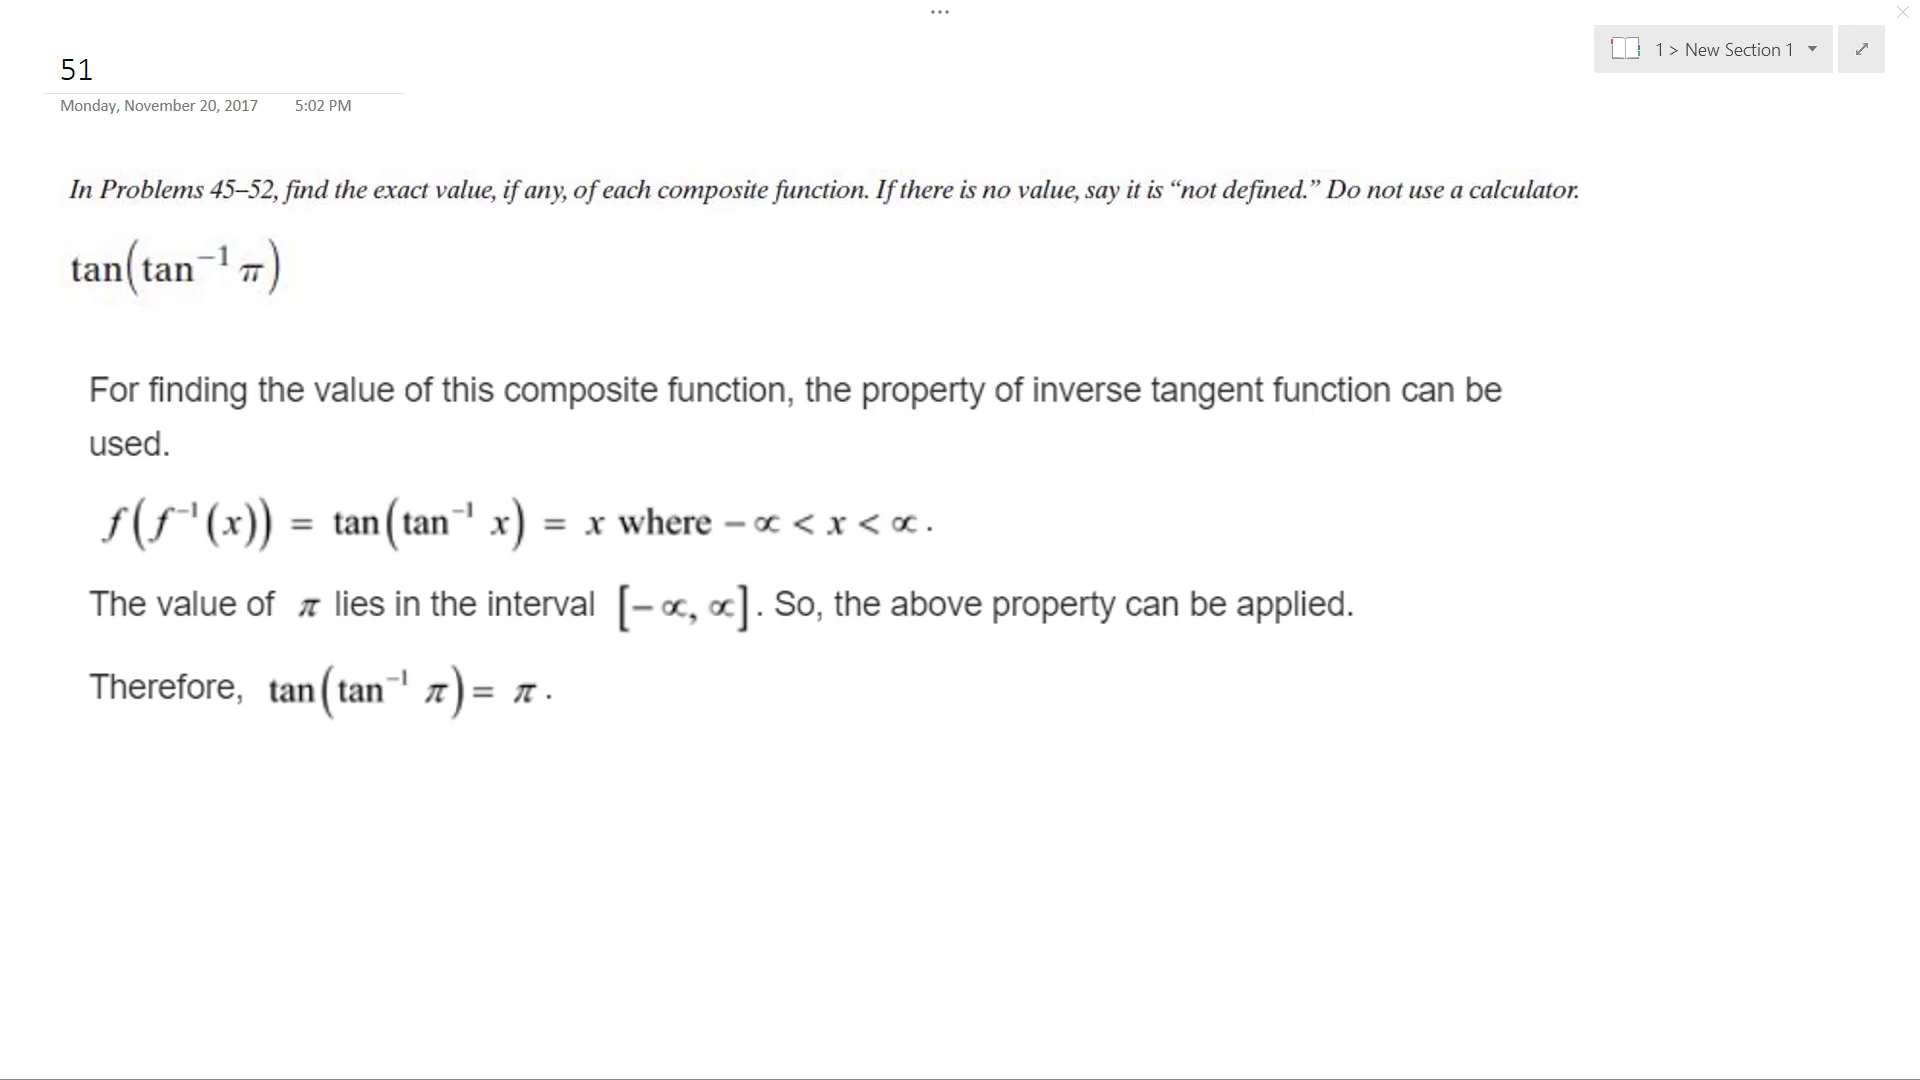 ...
1 > New Section 1
51
Monday, November 20, 2017 5:02 PM
In Problems 45–52, find the exact value, if any, of each composite function. If there is no value, say it is “not defined.” Do not use a calculator.
tan(tan⁻¹ π)
For finding the value of this composite function, the property of inverse tangent function can be
used.
f(f⁻¹(x)) = tan(tan⁻¹ x) = x where – ∝ < x < ∝ .
The value of π lies in the interval [– ∝, ∝]. So, the above property can be applied.
Therefore, tan(tan⁻¹ π) = π .